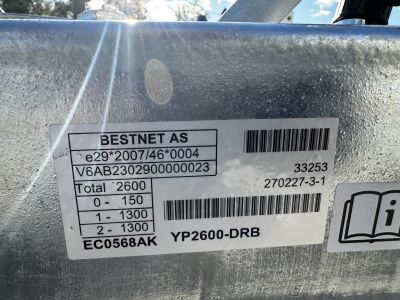 BESTNET AS
e29*2007/46*0004
V6AB2302900000023
Total 2600
0 - 150
1 - 1300
2 - 1300
EC0568AK YP2600-DRB
33253
270227-3-1
i